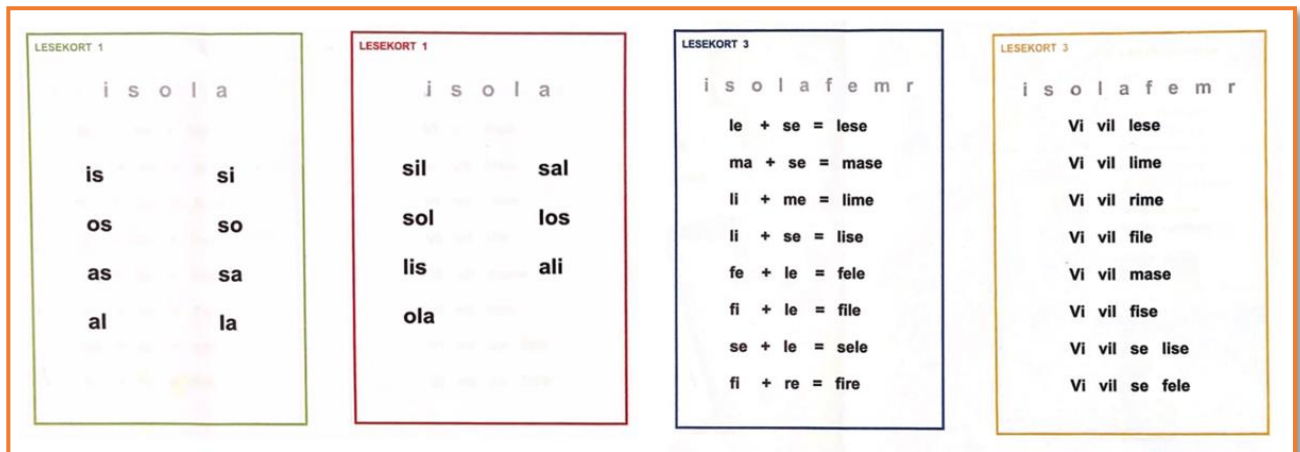 LESEKORT 1
i s o l a
is si
os so
as sa
al la
LESEKORT 1
i s o l a
sil sal
sol los
lis ali
ola
LESEKORT 3
i s o l a f e m r
le + se = lese
ma + se = mase
li + me = lime
li + se = lise
fe + le = fele
fi + le = file
se + le = sele
fi + re = fire
LESEKORT 3
i s o l a f e m r
Vi vil lese
Vi vil lime
Vi vil rime
Vi vil file
Vi vil mase
Vi vil fise
Vi vil se lise
Vi vil se fele